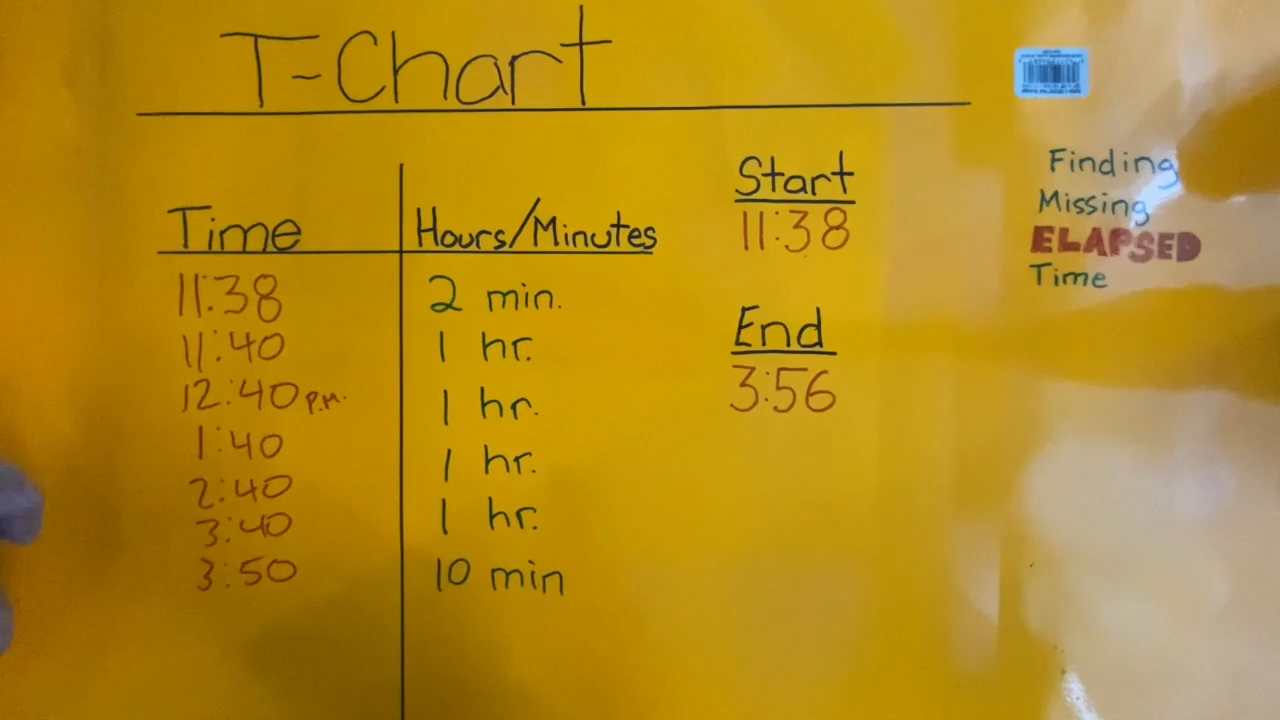 T-Chart
Time
Hours/Minutes
11:38
2 min.
11:40
1 hr.
12:40 P.M.
1 hr.
1:40
1 hr.
2:40
1 hr.
3:40
10 min
3:50
Start
11:38
End
3:56
Finding
Missing
ELAPSED
Time